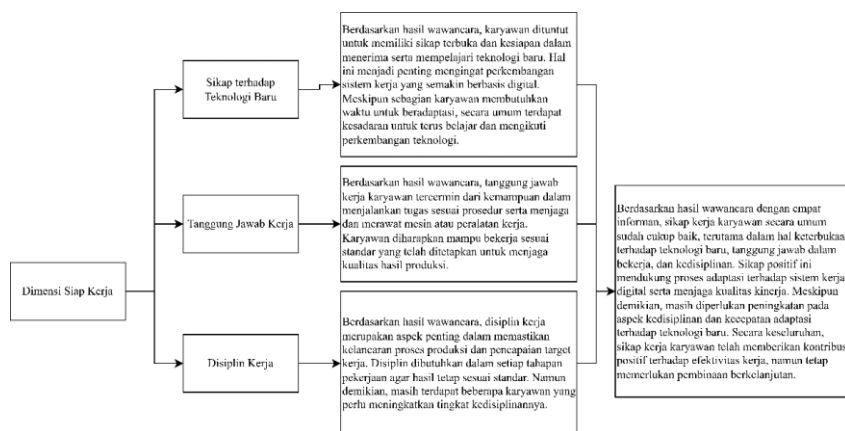 Dimensi Siap Kerja
Sikap terhadap
Teknologi Baru
Berdasarkan hasil wawancara, karyawan dituntut
untuk memiliki sikap terbuka dan kesiapan dalam
menerima serta mempelajari teknologi baru. Hal
ini menjadi penting mengingat perkembangan
sistem kerja yang semakin berbasis digital.
Meskipun sebagian karyawan membutuhkan
waktu untuk beradaptasi, secara umum terdapat
kesadaran untuk terus belajar dan mengikuti
perkembangan teknologi.
Tanggung Jawab Kerja
Berdasarkan hasil wawancara, tanggung jawab
kerja karyawan tercermin dari kemampuan dalam
menjalankan tugas sesuai prosedur serta menjaga
dan merawat mesin atau peralatan kerja.
Karyawan diharapkan mampu bekerja sesuai
standar yang telah ditetapkan untuk menjaga
kualitas hasil produksi.
Disiplin Kerja
Berdasarkan hasil wawancara, disiplin kerja
merupakan aspek penting dalam memastikan
kelancaran proses produksi dan pencapaian target
kerja. Disiplin dibutuhkan dalam setiap tahapan
pekerjaan agar hasil tetap sesuai standar. Namun
demikian, masih terdapat beberapa karyawan yang
perlu meningkatkan tingkat kedisiplinannya.
Berdasarkan hasil wawancara dengan empat
informan, sikap kerja karyawan secara umum
sudah cukup baik, terutama dalam hal keterbukaan
terhadap teknologi baru, tanggung jawab dalam
bekerja, dan kedisiplinan. Sikap positif ini
mendukung proses adaptasi terhadap sistem kerja
digital serta menjaga kualitas kinerja. Meskipun
demikian, masih diperlukan peningkatan pada
aspek kedisiplinan dan kecepatan adaptasi
terhadap teknologi baru. Secara keseluruhan,
sikap kerja karyawan telah memberikan kontribus
positif terhadap efektivitas kerja, namun tetap
memerlukan pembinaan berkelanjutan.